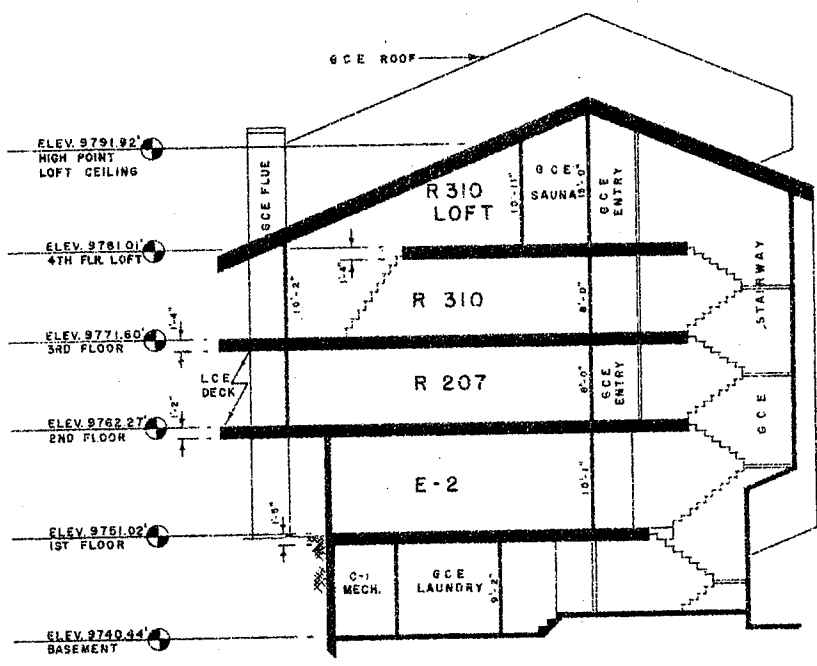 GCE ROOF
ELEV. 9791.92'
HIGH POINT
LOFT CEILING
GCE FLUE
R 310
LOFT
10'-11"
GCE
SAUNA
GCE
ENTRY
ELEV. 9781.01'
4TH FLR. LOFT
1'-4"
10'-2"
R 310
8'-0"
STAIRWAY
GCE
1'-4"
ELEV. 9771.60'
3RD FLOOR
LCE
DECK
R 207
8'-0"
GCE
ENTRY
1'-2"
ELEV. 9762.27'
2ND FLOOR
E-2
10'-1"
1'-5"
ELEV. 9751.02'
1ST FLOOR
C-1
MECH.
GCE
LAUNDRY
9'-2"
ELEV. 9740.44'
BASEMENT